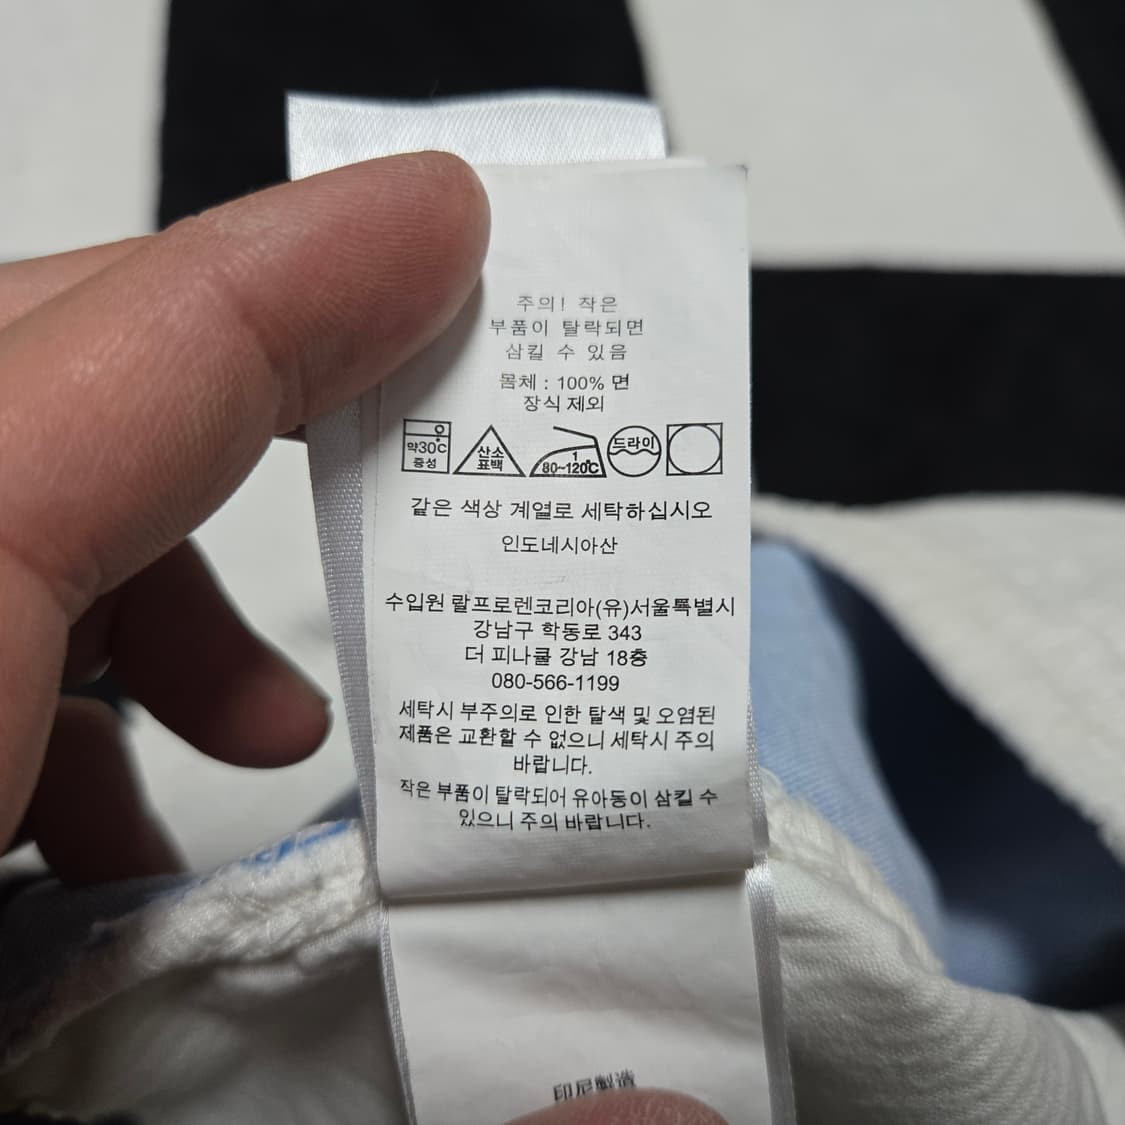 주의! 작은
부품이 탈락되면
삼킬 수 있음
몸체 : 100% 면
장식 제외
약30℃
중성
산소
표백
1
80~120℃
드라이
같은 색상 계열로 세탁하십시오
인도네시아산
수입원 랄프로렌코리아(유)서울특별시
강남구 학동로 343
더 피나클 강남 18층
080-566-1199
세탁시 부주의로 인한 탈색 및 오염된
제품은 교환할 수 없으니 세탁시 주의
바랍니다.
작은 부품이 탈락되어 유아동이 삼킬 수
있으니 주의 바랍니다.
印尼製造